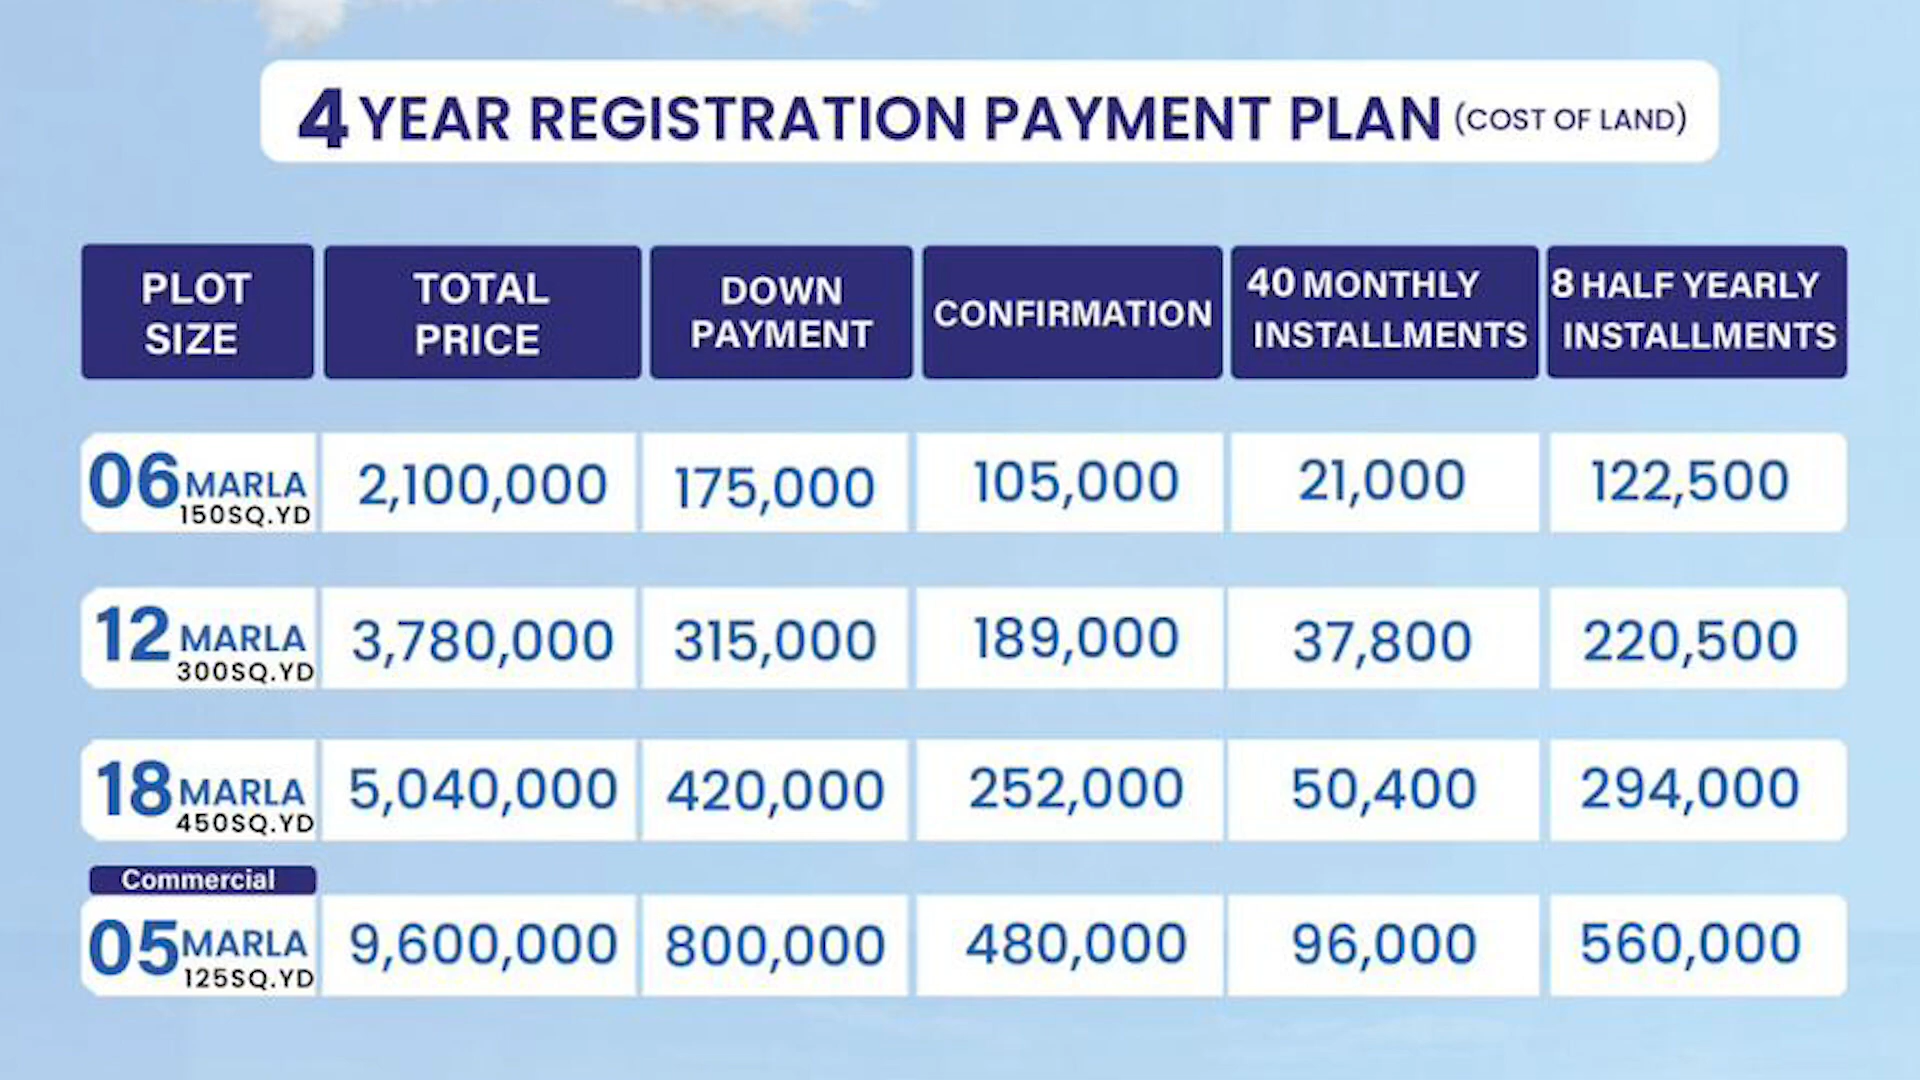 4 YEAR REGISTRATION PAYMENT PLAN (COST OF LAND)
PLOT SIZE
TOTAL PRICE
DOWN PAYMENT
CONFIRMATION
40 MONTHLY INSTALLMENTS
8 HALF YEARLY INSTALLMENTS
06 MARLA 150SQ.YD 2,100,000 175,000 105,000 21,000 122,500
12 MARLA 300SQ.YD 3,780,000 315,000 189,000 37,800 220,500
18 MARLA 450SQ.YD 5,040,000 420,000 252,000 50,400 294,000
Commercial
05 MARLA 125SQ.YD 9,600,000 800,000 480,000 96,000 560,000